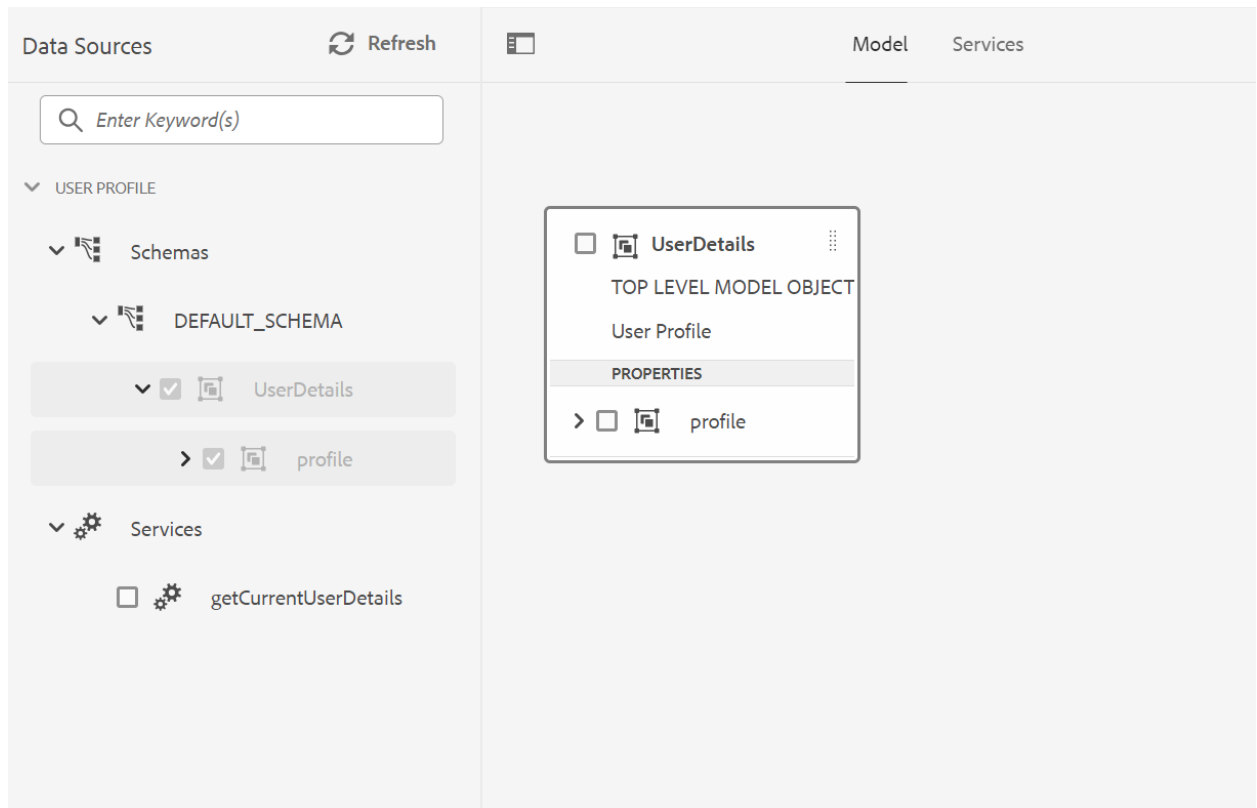 Data Sources
Refresh
Model
Services
Enter Keyword(s)
USER PROFILE
Schemas
DEFAULT_SCHEMA
UserDetails
profile
Services
getCurrentUserDetails
UserDetails
TOP LEVEL MODEL OBJECT
User Profile
PROPERTIES
profile